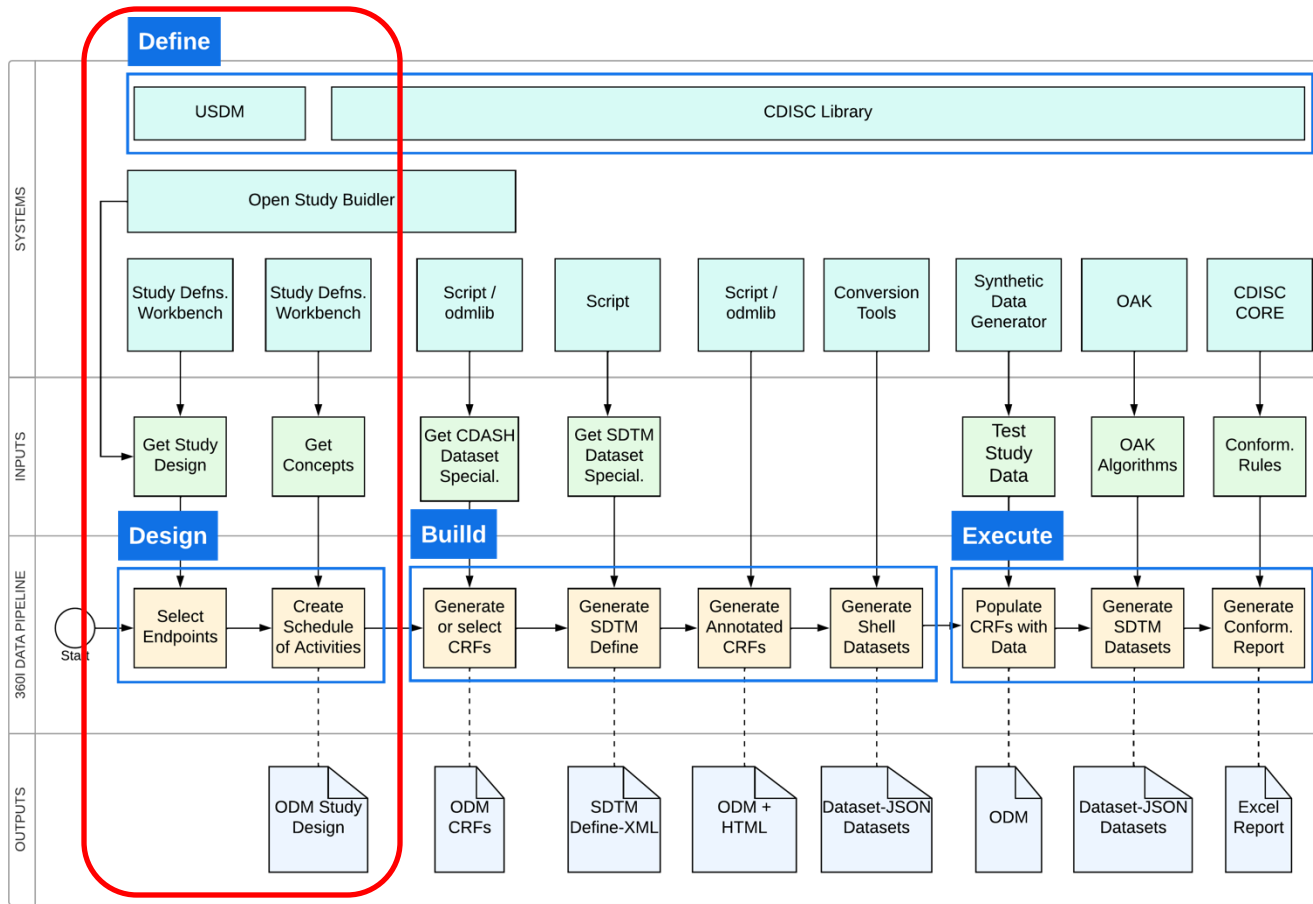 Define
SYSTEMS
USDM
CDISC Library
Open Study Buidler
Study Defns.
Workbench
Study Defns.
Workbench
Script /
odmlib
Script
Script /
odmlib
Conversion
Tools
Synthetic
Data
Generator
OAK
CDISC
CORE
INPUTS
Get Study
Design
Get
Concepts
Get CDASH
Dataset
Special.
Get SDTM
Dataset
Special.
Test
Study
Data
OAK
Algorithms
Conform.
Rules
Design
Builld
Execute
360I DATA PIPELINE
Start
Select
Endpoints
Create
Schedule
of Activities
Generate
or select
CRFs
Generate
SDTM
Define
Generate
Annotated
CRFs
Generate
Shell
Datasets
Populate
CRFs with
Data
Generate
SDTM
Datasets
Generate
Conform.
Report
OUTPUTS
ODM Study
Design
ODM
CRFs
SDTM
Define-XML
ODM +
HTML
Dataset-JSON
Datasets
ODM
Dataset-JSON
Datasets
Excel
Report